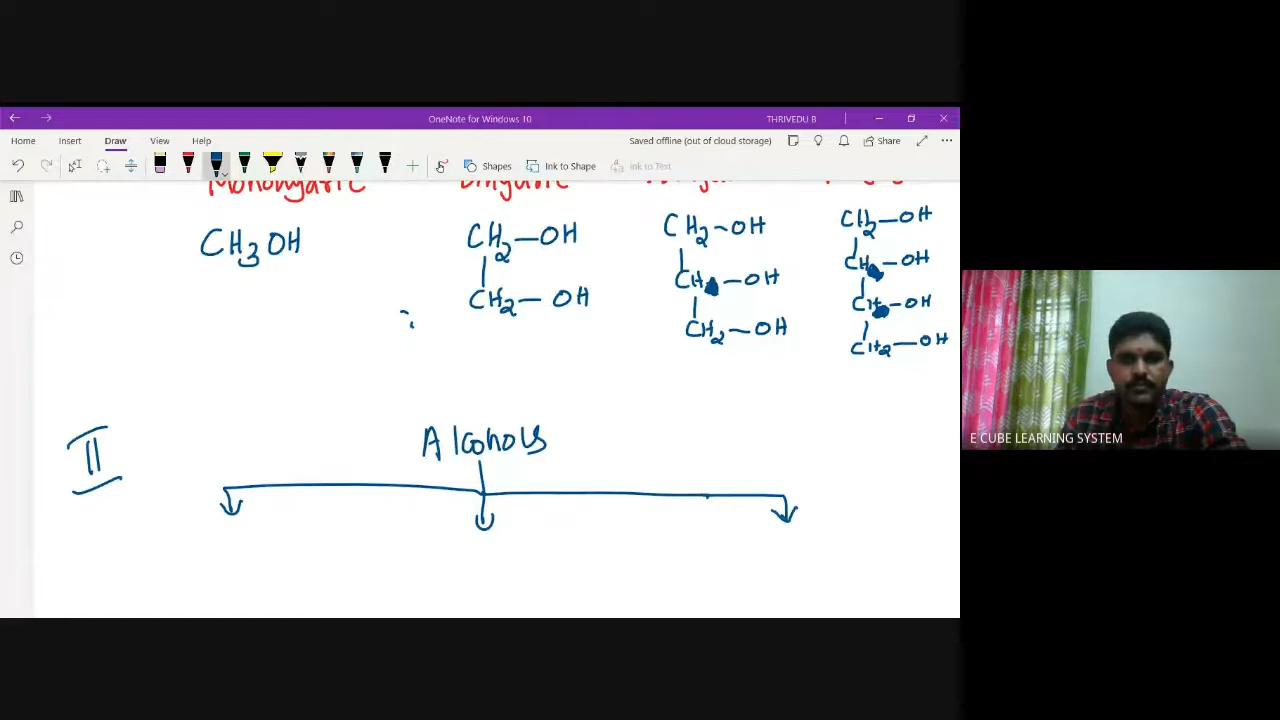 OneNote for Windows 10
THRIVEDU B
Home Insert Draw View Help
Saved offline (out of cloud storage)
Share
Shapes
Ink to Shape
Ink to Text
Monohydric
CH3OH
CH2—OH
CH2—OH
CH2—OH
CH—OH
CH2—OH
CH2—OH
CH—OH
CH—OH
CH2—OH
II
Alcohols
E CUBE LEARNING SYSTEM